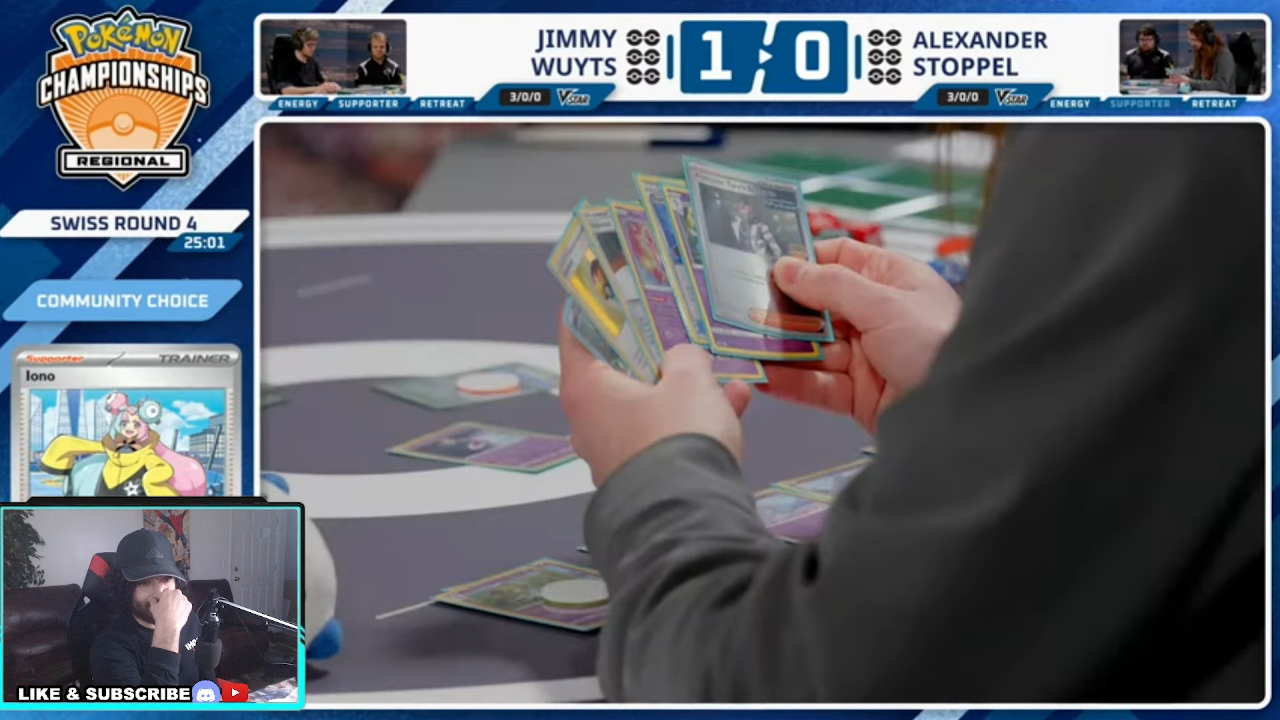 Pokémon
CHAMPIONSHIPS
REGIONAL
JIMMY
WUYTS
1 0
ALEXANDER
STOPPEL
3/0/0 VSTAR
3/0/0 VSTAR
ENERGY SUPPORTER RETREAT
ENERGY SUPPORTER RETREAT
SWISS ROUND 4
25:01
COMMUNITY CHOICE
Supporter TRAINER
Iono
LIKE & SUBSCRIBE